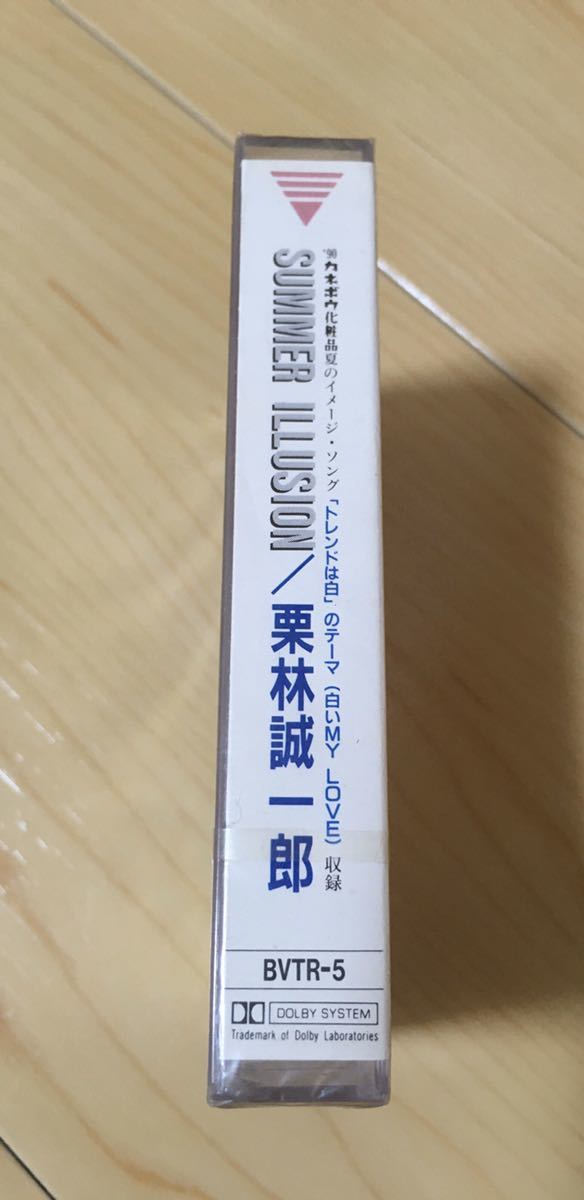 '90カネボウ化粧品夏のイメージ・ソング「トレンドは白」のテーマ(白いMY LOVE)収録
SUMMER ILLUSION/栗林誠一郎
BVTR-5
DOLBY SYSTEM
Trademark of Dolby Laboratories